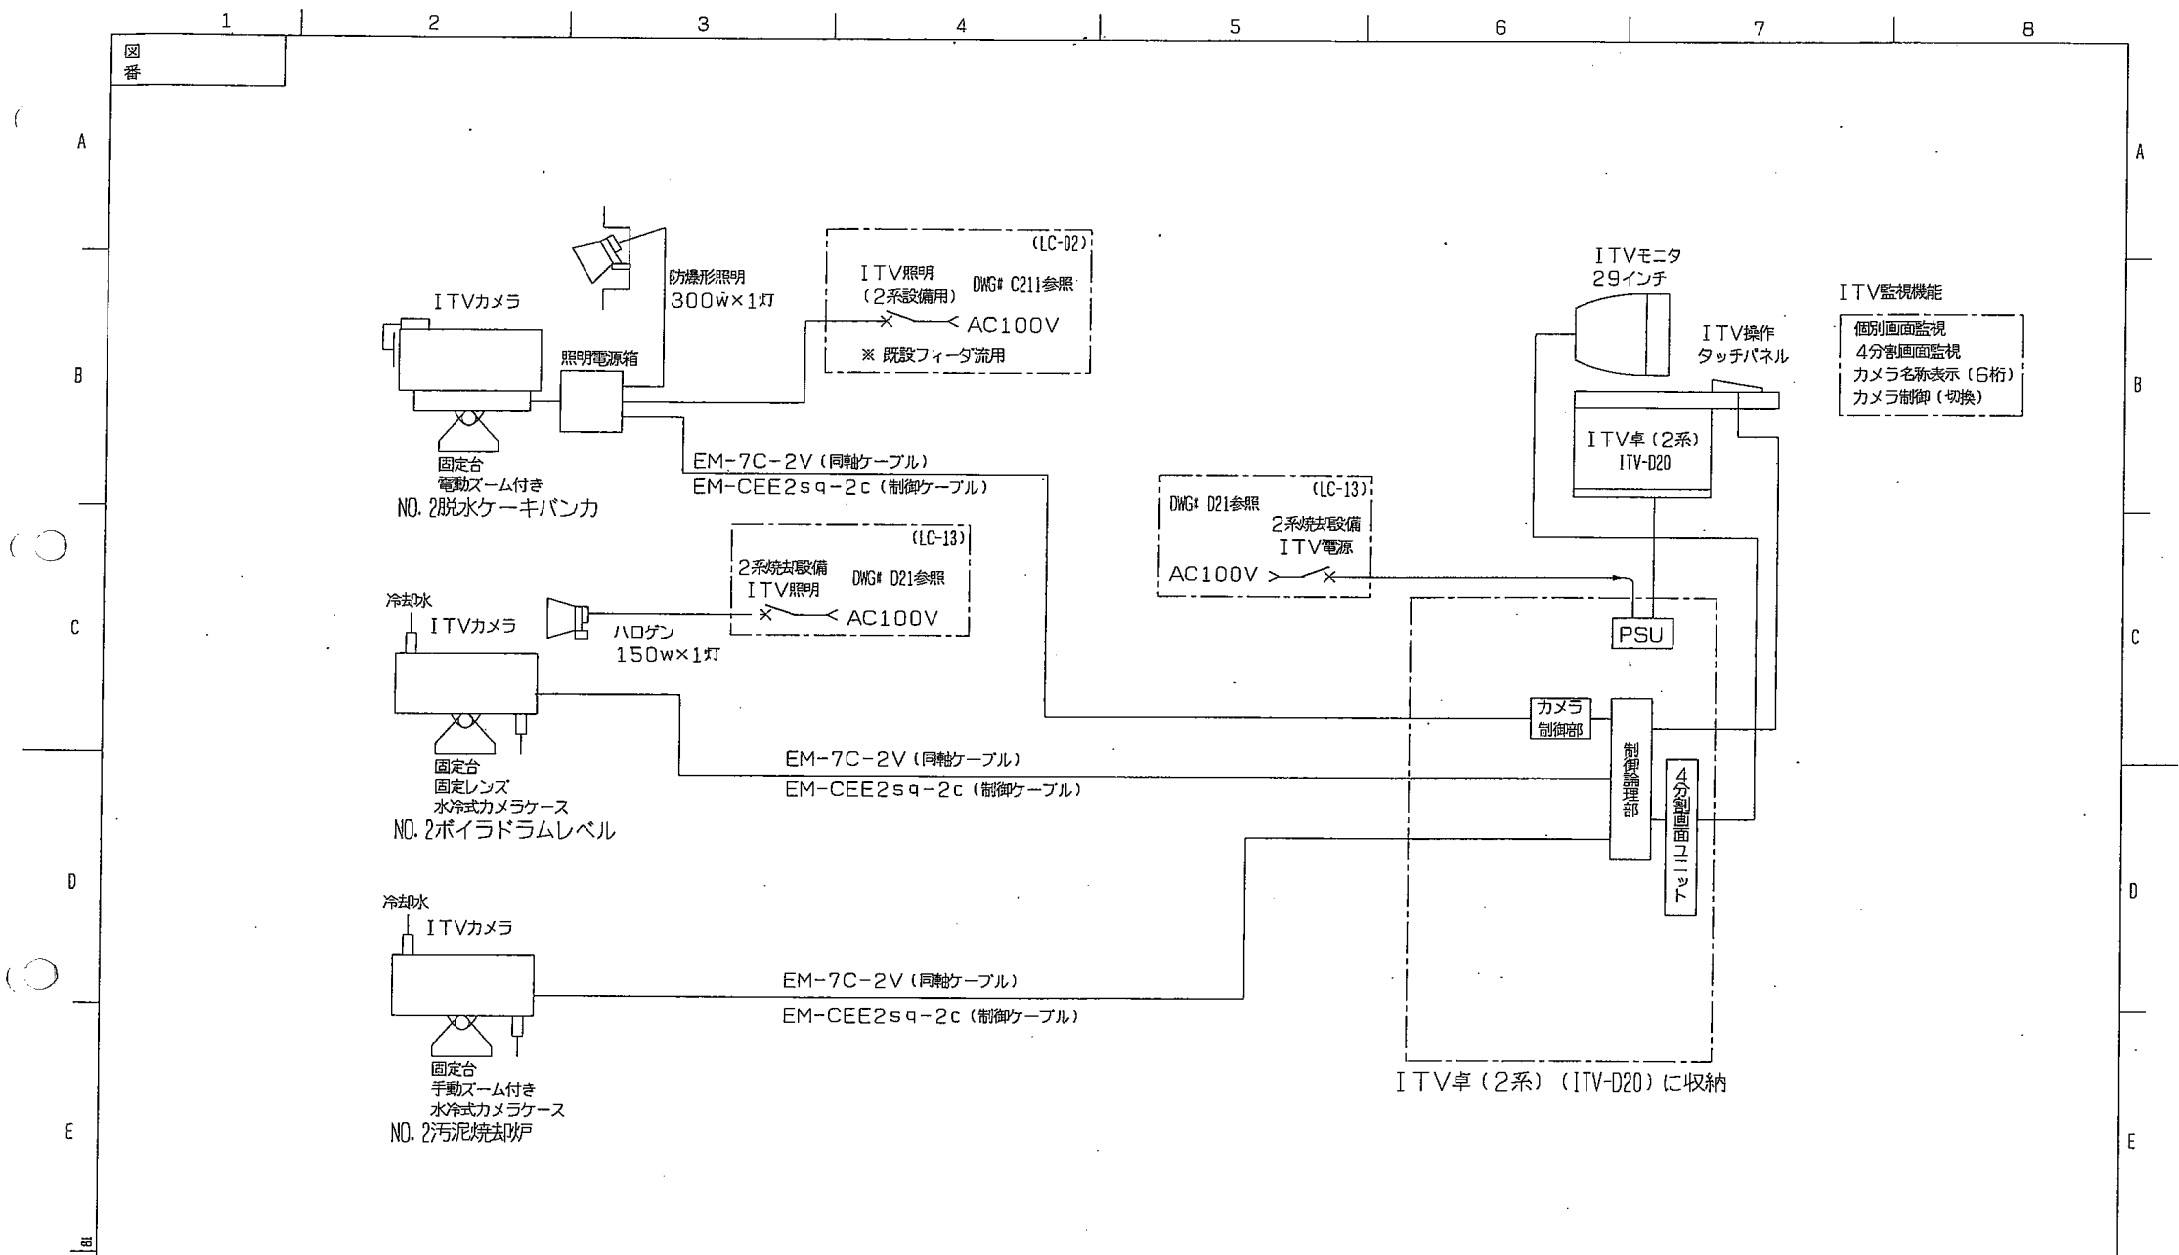 1 2 3 4 5 6 7 8
図
番
A
A
B
B
C
C
D
D
E
E
ITVカメラ
固定台
電動ズーム付き
NO.2脱水ケーキバンカ
防爆形照明
300w×1灯
照明電源箱
(LC-02)
ITV照明
(2系設備用)
DWG# C211参照
AC100V
※ 既設フィーダ流用
EM-7C-2V (同軸ケーブル)
EM-CEE2sq-2c (制御ケーブル)
ITVモニタ
29インチ
ITV操作
タッチパネル
ITV卓 (2系)
ITV-D20
ITV監視機能
個別画面監視
4分割画面監視
カメラ名称表示 (6桁)
カメラ制御 (切換)
(LC-13)
DWG# D21参照
2系焼却設備
ITV電源
AC100V
(LC-13)
2系焼却設備
ITV照明
DWG# D21参照
AC100V
ハロゲン
150w×1灯
冷却水
ITVカメラ
固定台
固定レンズ
水冷式カメラケース
NO.2ボイラドラムレベル
EM-7C-2V (同軸ケーブル)
EM-CEE2sq-2c (制御ケーブル)
PSU
カメラ
制御部
制御論理部
4分割画面ユニット
冷却水
ITVカメラ
固定台
手動ズーム付き
水冷式カメラケース
NO.2汚泥焼却炉
EM-7C-2V (同軸ケーブル)
EM-CEE2sq-2c (制御ケーブル)
ITV卓 (2系) (ITV-D20) に収納